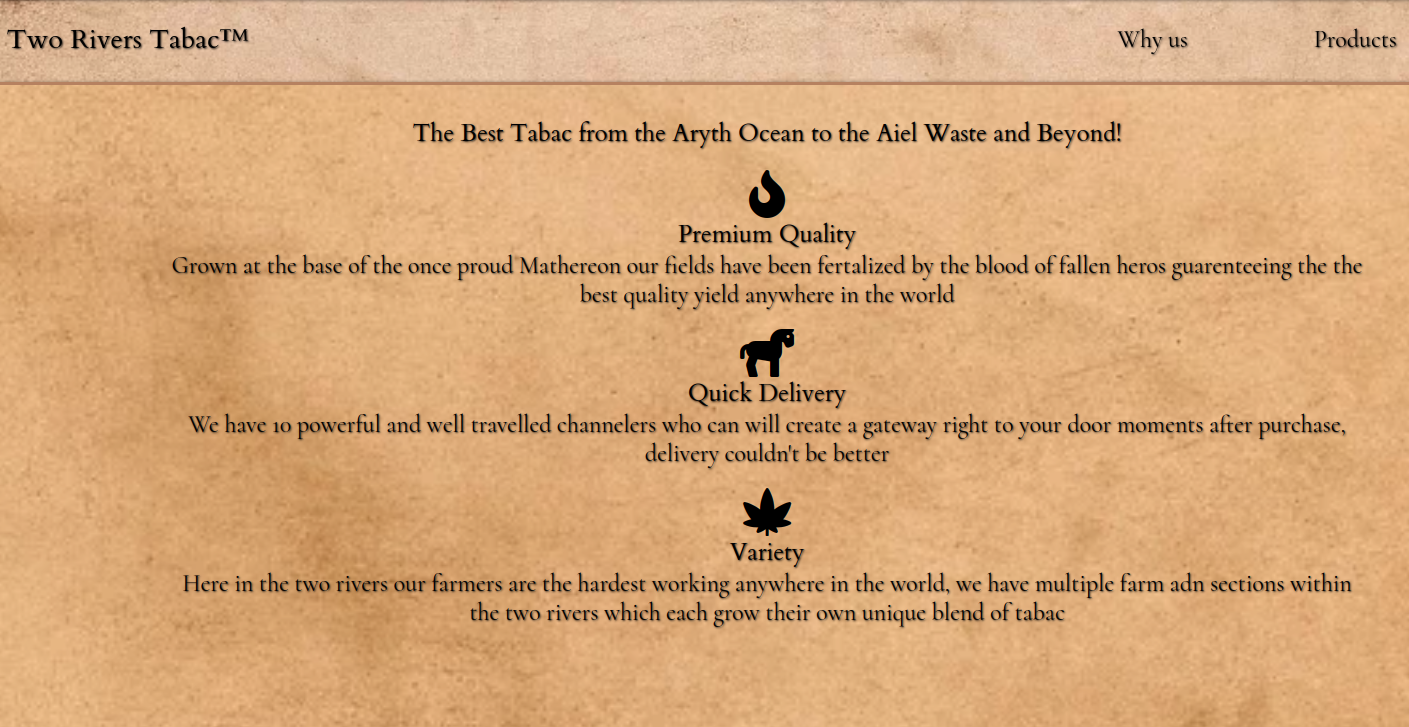 Two Rivers Tabac™
Why us
Products
The Best Tabac from the Aryth Ocean to the Aiel Waste and Beyond!
Premium Quality
Grown at the base of the once proud Mathereon our fields have been fertalized by the blood of fallen heros guarenteeing the the
best quality yield anywhere in the world
Quick Delivery
We have 10 powerful and well travelled channelers who can will create a gateway right to your door moments after purchase,
delivery couldn't be better
Variety
Here in the two rivers our farmers are the hardest working anywhere in the world, we have multiple farm adn sections within
the two rivers which each grow their own unique blend of tabac